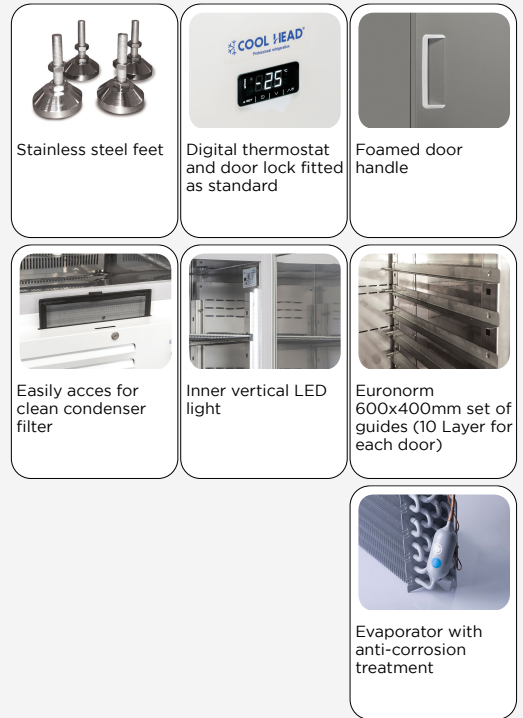 COOL HEAD®
Professional refrigeration
-25°C
Stainless steel feet
Digital thermostat
and door lock fitted
as standard
Foamed door
handle
Easily acces for
clean condenser
filter
Inner vertical LED
light
Euronorm
600x400mm set of
guides (10 Layer for
each door)
Evaporator with
anti-corrosion
treatment